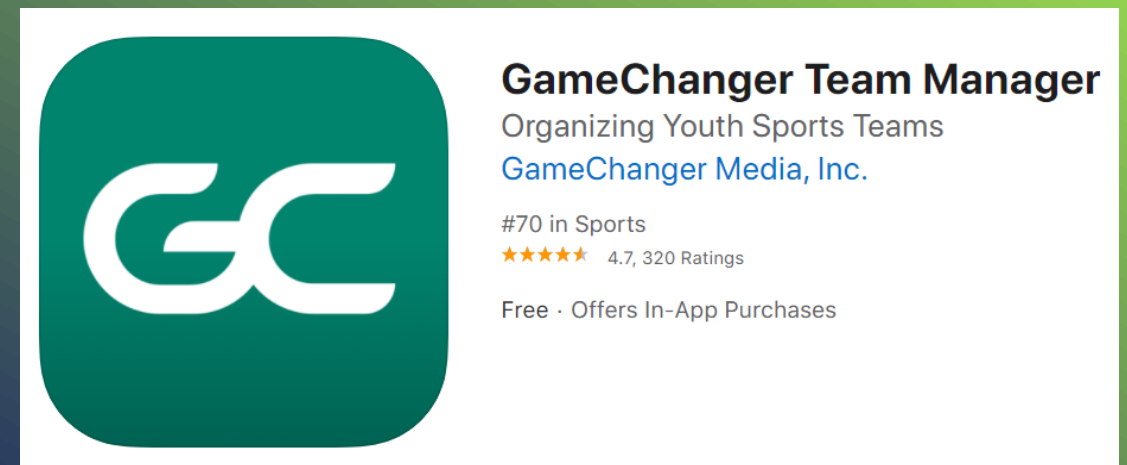 GC
GameChanger Team Manager
Organizing Youth Sports Teams
GameChanger Media, Inc.
#70 in Sports
4.7, 320 Ratings
Free · Offers In-App Purchases